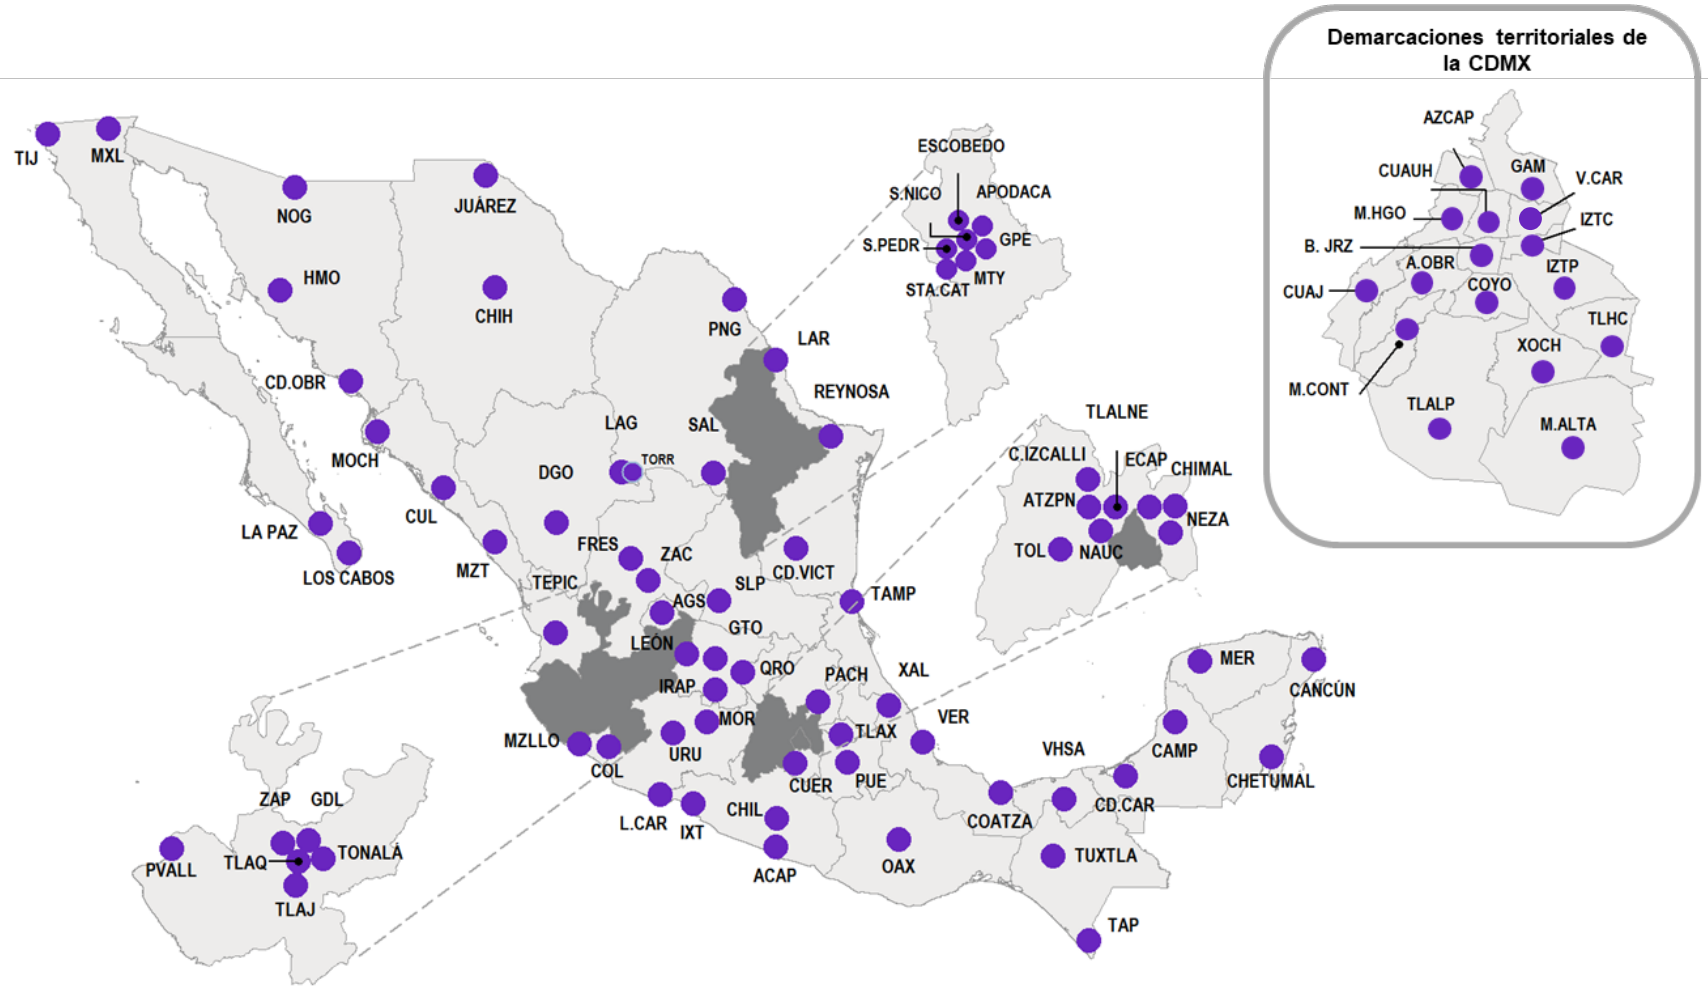 Demarcaciones territoriales de
la CDMX
AZCAP
CUAUH
GAM
V.CAR
M.HGO
IZTC
B. JRZ
A.OBR
IZTP
CUAJ
COYO
TLHC
XOCH
M.CONT
TLALP
M.ALTA
TIJ
MXL
NOG
JUÁREZ
HMO
CHIH
CD.OBR
MOCH
CUL
LA PAZ
LOS CABOS
MZT
PNG
LAR
REYNOSA
LAG
TORR
SAL
DGO
FRES
ZAC
CD.VICT
TEPIC
AGS
SLP
TAMP
LEÓN
GTO
IRAP
QRO
PACH
XAL
MOR
TLAX
VER
MZLLO
COL
URU
CUER
PUE
L.CAR
IXT
CHIL
ACAP
OAX
COATZA
VHSA
CD.CAR
TUXTLA
TAP
CAMP
MER
CANCÚN
CHETUMAL
ESCOBEDO
S.NICO
APODACA
S.PEDR
GPE
MTY
STA.CAT
TLALNE
C.IZCALLI
ECAP
CHIMAL
ATZPN
NEZA
TOL
NAUC
ZAP
GDL
PVALL
TLAQ
TONALÁ
TLAJ